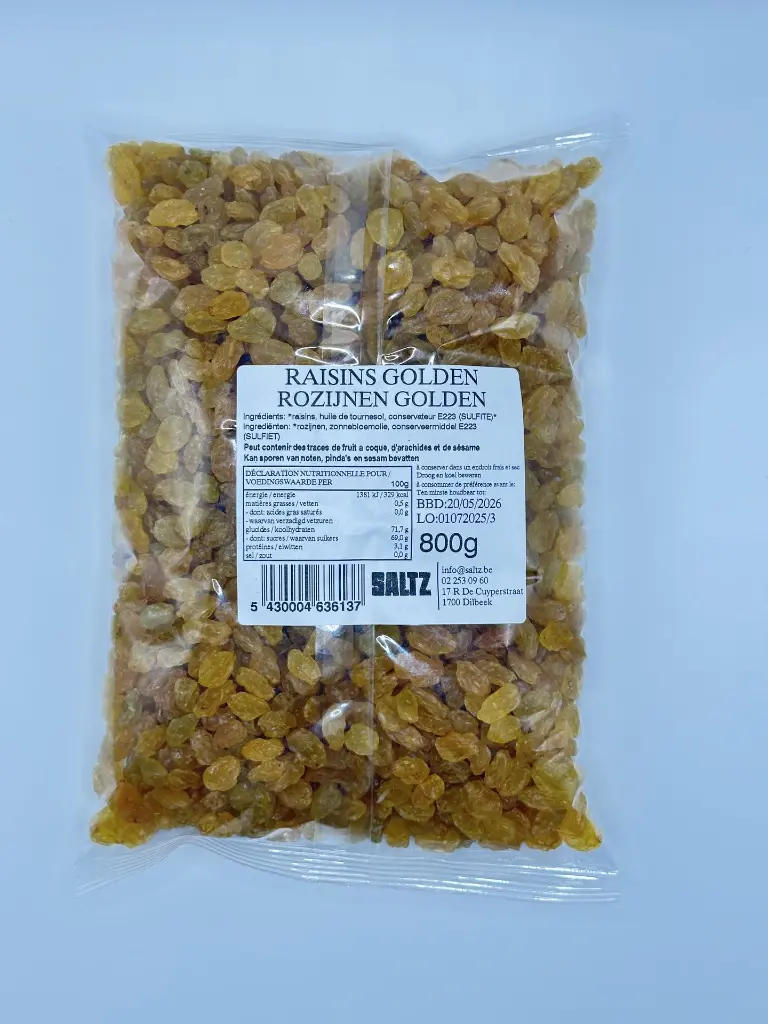 RAISINS GOLDEN
ROZIJNEN GOLDEN
Ingrédients: *raisins, huile de tournesol, conservateur E223 (SULFITE)*
Ingrediënten: *rozijnen, zonnebloemolie, conserveermiddel E223
(SULFIET)
Peut contenir des traces de fruit a coque, d'arachides et de sésame
Kan sporen van noten, pinda's en sesam bevatten
DÉCLARATION NUTRITIONNELLE POUR /
VOEDINGSWAARDE PER 100g
énergie / energie 1381 kJ / 329 kcal
matières grasses / vetten 0,5 g
- dont: acides gras saturés 0,0 g
- waarvan verzadigd vetzuren
glucides / koolhydraten 71,7 g
- dont: sucres / waarvan suikers 69,0 g
protéines / eiwitten 3,1 g
sel / zout 0,0 g
à conserver dans un endroit frais et sec
Droog en koel bewaren
à consommer de préférence avant le:
Ten minste houdbaar tot:
BBD:20/05/2026
LO:01072025/3
800g
5 430004 636137
SALTZ
info@saltz.be
02 253 09 60
17 R De Cuyperstraat
1700 Dilbeek